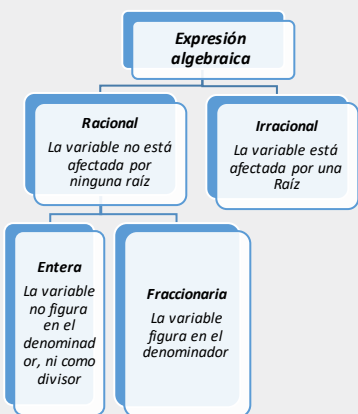 Expresión
algebraica
Racional
La variable no está
afectada por
ninguna raíz
Irracional
La variable está
afectada por una
Raíz
Entera
La variable
no figura
en el
denominad
or, ni como
divisor
Fraccionaria
La variable
figura en el
denominador